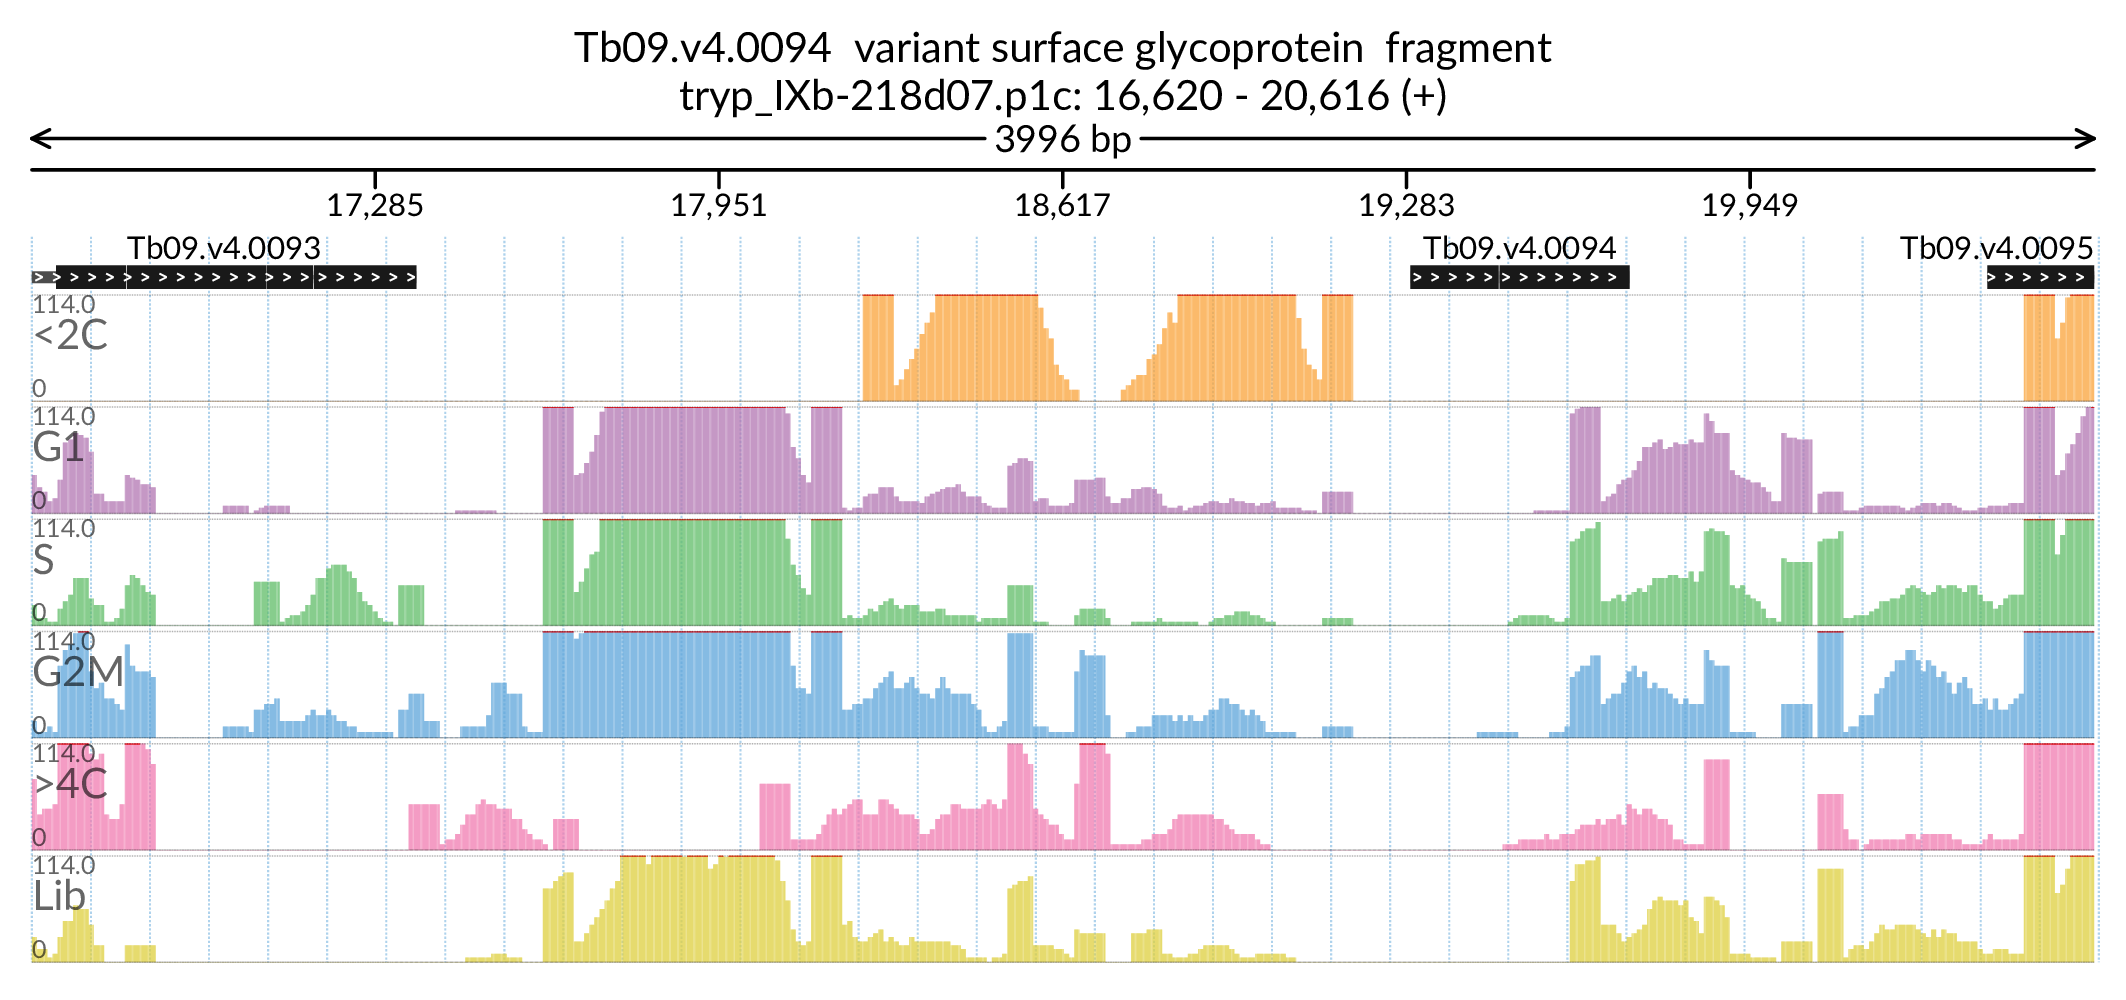 Tb09.v4.0094 variant surface glycoprotein fragment
tryp_IXb-218d07.p1c: 16,620 - 20,616 (+)
3996 bp
17,285 17,951 18,617 19,283 19,949
Tb09.v4.0093 Tb09.v4.0094 Tb09.v4.0095
114.0
<2C
0
114.0
G1
0
114.0
S
0
114.0
G2M
0
114.0
>4C
0
114.0
Lib
0